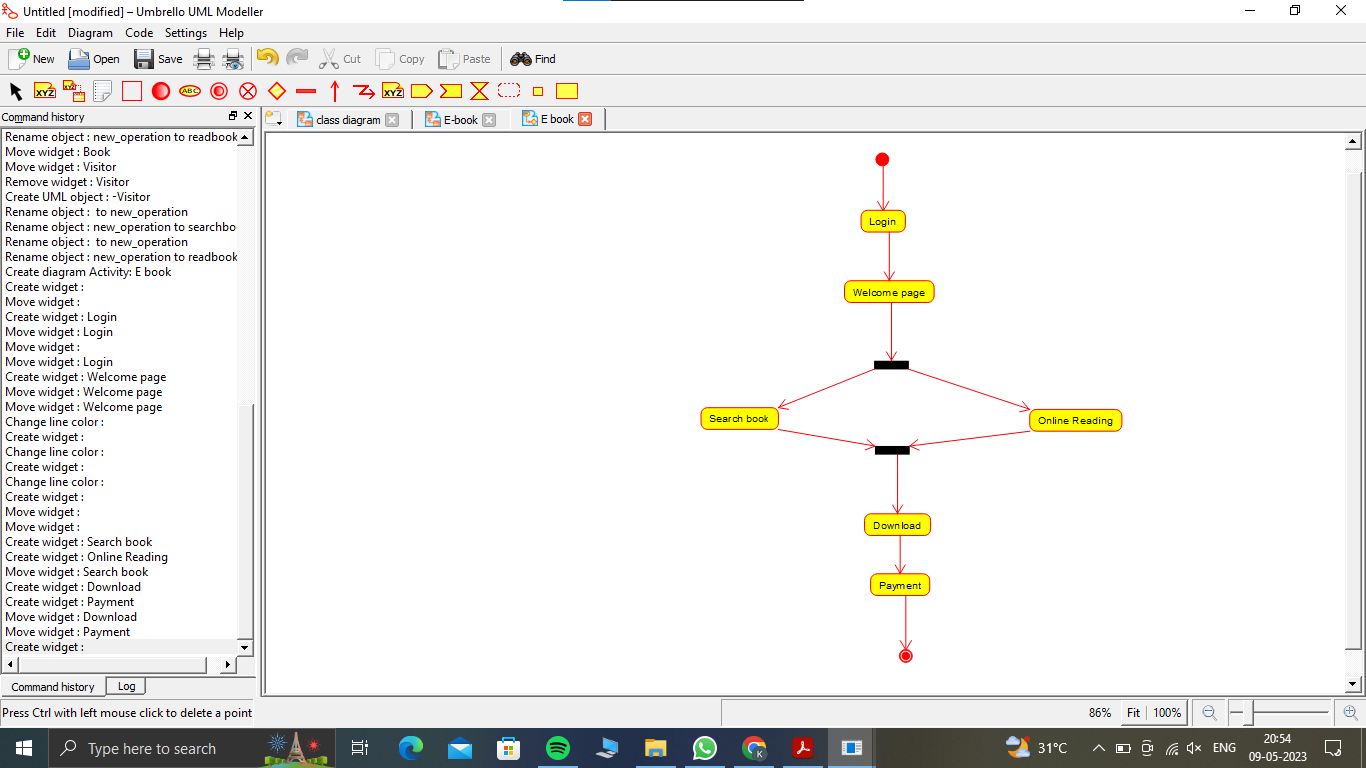 Untitled [modified] – Umbrello UML Modeller
File Edit Diagram Code Settings Help
New Open Save Cut Copy Paste Find
XYZ XYZ ABC XYZ
Command history
class diagram E-book E book
Rename object : new_operation to readbook
Move widget : Book
Move widget : Visitor
Remove widget : Visitor
Create UML object : -Visitor
Rename object :  to new_operation
Rename object : new_operation to searchbo
Rename object :  to new_operation
Rename object : new_operation to readbook
Create diagram Activity: E book
Create widget :
Move widget :
Create widget : Login
Move widget : Login
Move widget :
Move widget : Login
Create widget : Welcome page
Move widget : Welcome page
Move widget : Welcome page
Change line color :
Create widget :
Change line color :
Create widget :
Change line color :
Create widget :
Move widget :
Move widget :
Create widget : Search book
Create widget : Online Reading
Move widget : Search book
Create widget : Download
Create widget : Payment
Move widget : Download
Move widget : Payment
Create widget :
Command history Log
Login
Welcome page
Search book
Online Reading
Download
Payment
Press Ctrl with left mouse click to delete a point
86% Fit 100%
Type here to search
K
31°C
ENG
20:54
09-05-2023